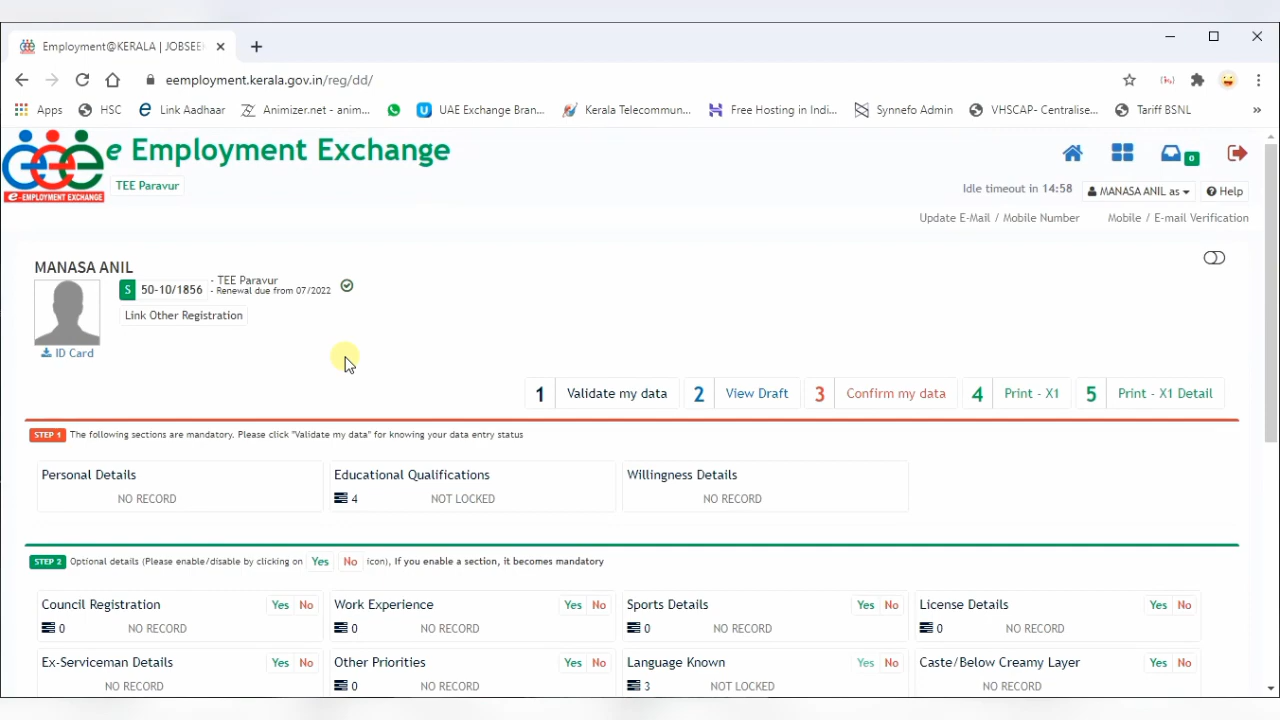 Employment@KERALA | JOBSEE
eemployment.kerala.gov.in/reg/dd/
Apps HSC Link Aadhaar Animizer.net - anim... UAE Exchange Bran... Kerala Telecommun... Free Hosting in Indi... Synnefo Admin VHSCAP- Centralise... Tariff BSNL »
e Employment Exchange
e-EMPLOYMENT EXCHANGE
TEE Paravur
0
Idle timeout in 14:58 MANASA ANIL as Help
Update E-Mail / Mobile Number Mobile / E-mail Verification
MANASA ANIL
S 50-10/1856 - TEE Paravur
- Renewal due from 07/2022
Link Other Registration
ID Card
1 Validate my data 2 View Draft 3 Confirm my data 4 Print - X1 5 Print - X1 Detail
STEP 1 The following sections are mandatory. Please click "Validate my data" for knowing your data entry status
Personal Details Educational Qualifications Willingness Details
NO RECORD 4 NOT LOCKED NO RECORD
STEP 2 Optional details (Please enable/disable by clicking on Yes No icon), If you enable a section, it becomes mandatory
Council Registration Yes No Work Experience Yes No Sports Details Yes No License Details Yes No
0 NO RECORD 0 NO RECORD 0 NO RECORD 0 NO RECORD
Ex-Serviceman Details Yes No Other Priorities Yes No Language Known Yes No Caste/Below Creamy Layer Yes No
NO RECORD 0 NO RECORD 3 NOT LOCKED NO RECORD